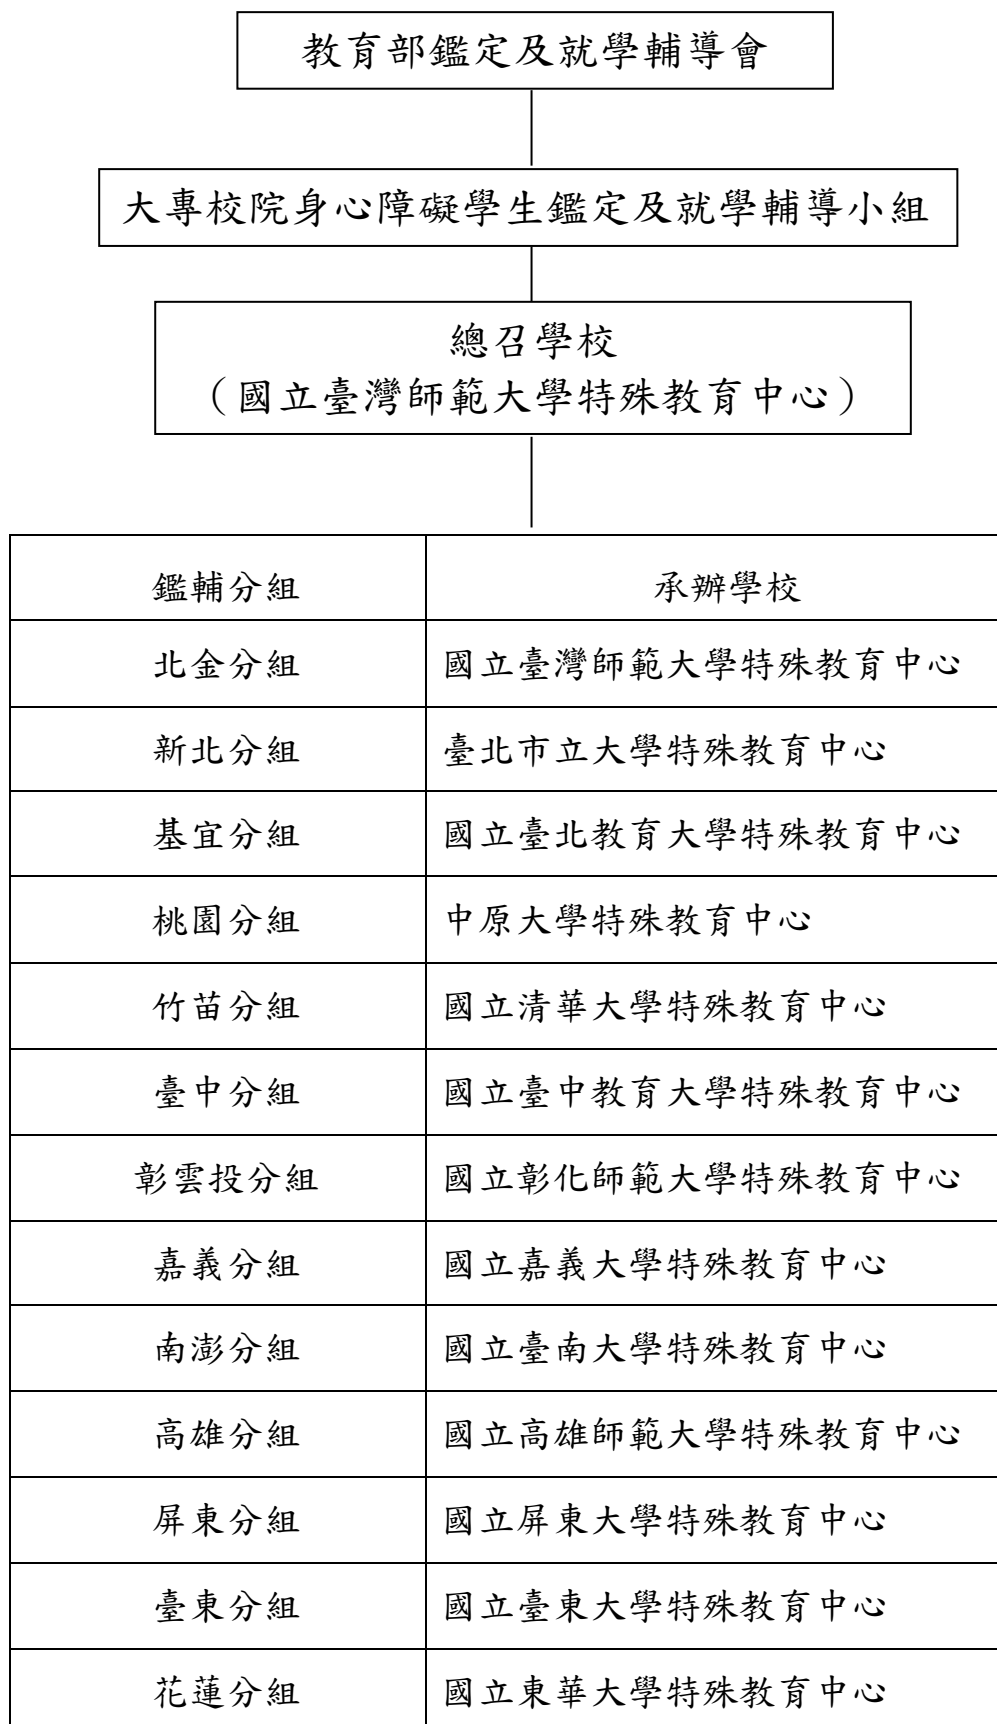 教育部鑑定及就學輔導會
大專校院身心障礙學生鑑定及就學輔導小組
總召學校
（國立臺灣師範大學特殊教育中心）
鑑輔分組 承辦學校
北金分組 國立臺灣師範大學特殊教育中心
新北分組 臺北市立大學特殊教育中心
基宜分組 國立臺北教育大學特殊教育中心
桃園分組 中原大學特殊教育中心
竹苗分組 國立清華大學特殊教育中心
臺中分組 國立臺中教育大學特殊教育中心
彰雲投分組 國立彰化師範大學特殊教育中心
嘉義分組 國立嘉義大學特殊教育中心
南澎分組 國立臺南大學特殊教育中心
高雄分組 國立高雄師範大學特殊教育中心
屏東分組 國立屏東大學特殊教育中心
臺東分組 國立臺東大學特殊教育中心
花蓮分組 國立東華大學特殊教育中心